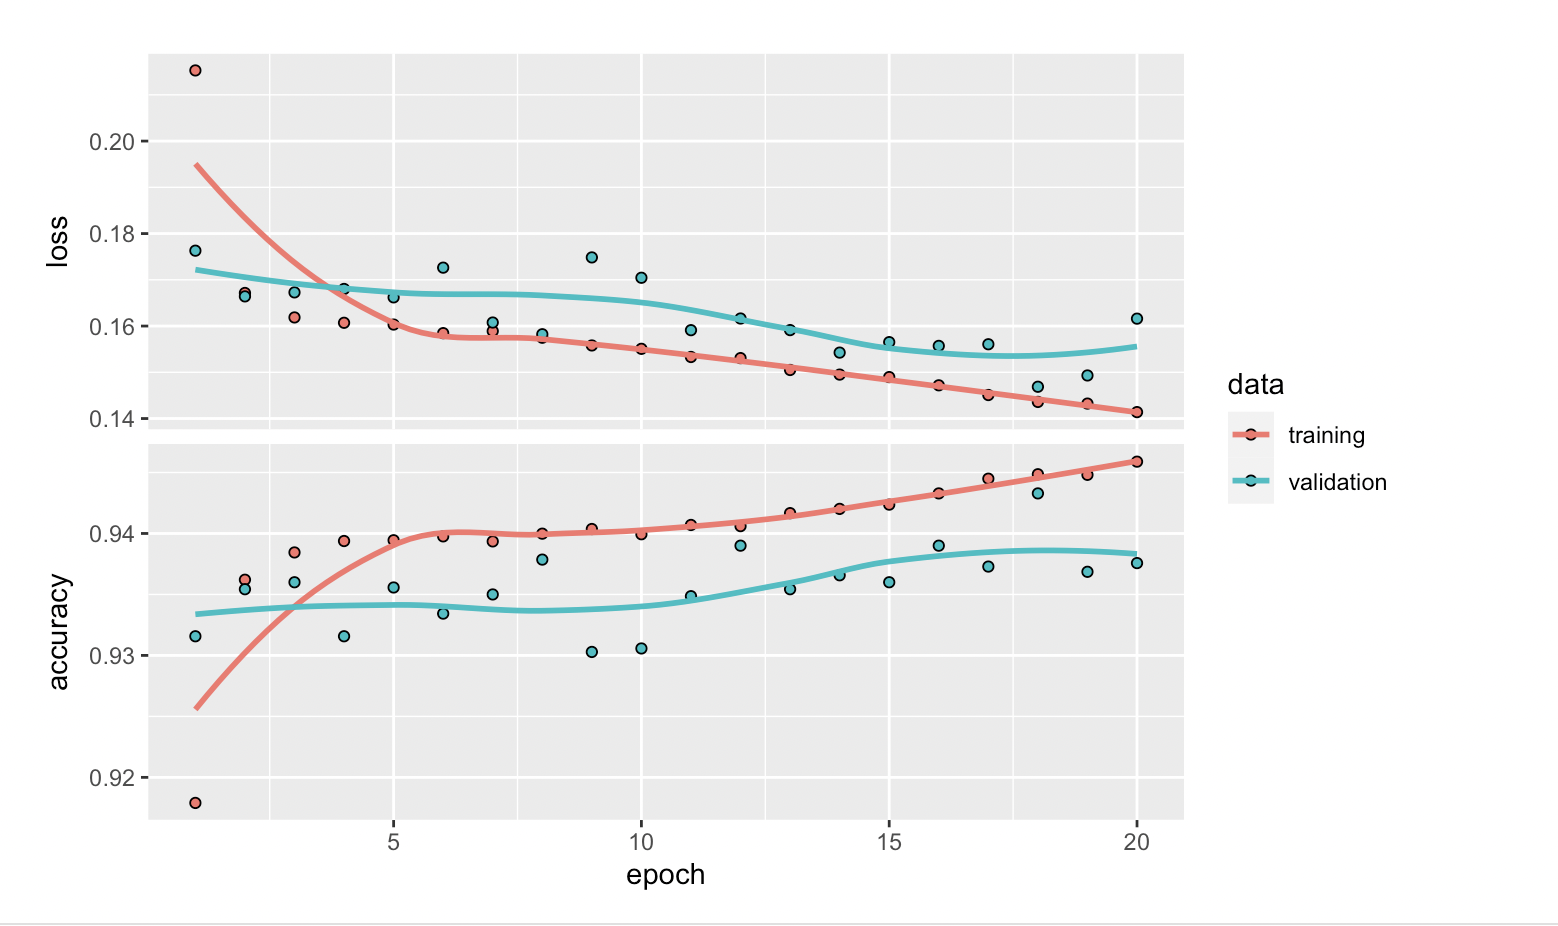 loss
0.20
0.18
0.16
0.14
accuracy
0.94
0.93
0.92
5 10 15 20
epoch
data
training
validation